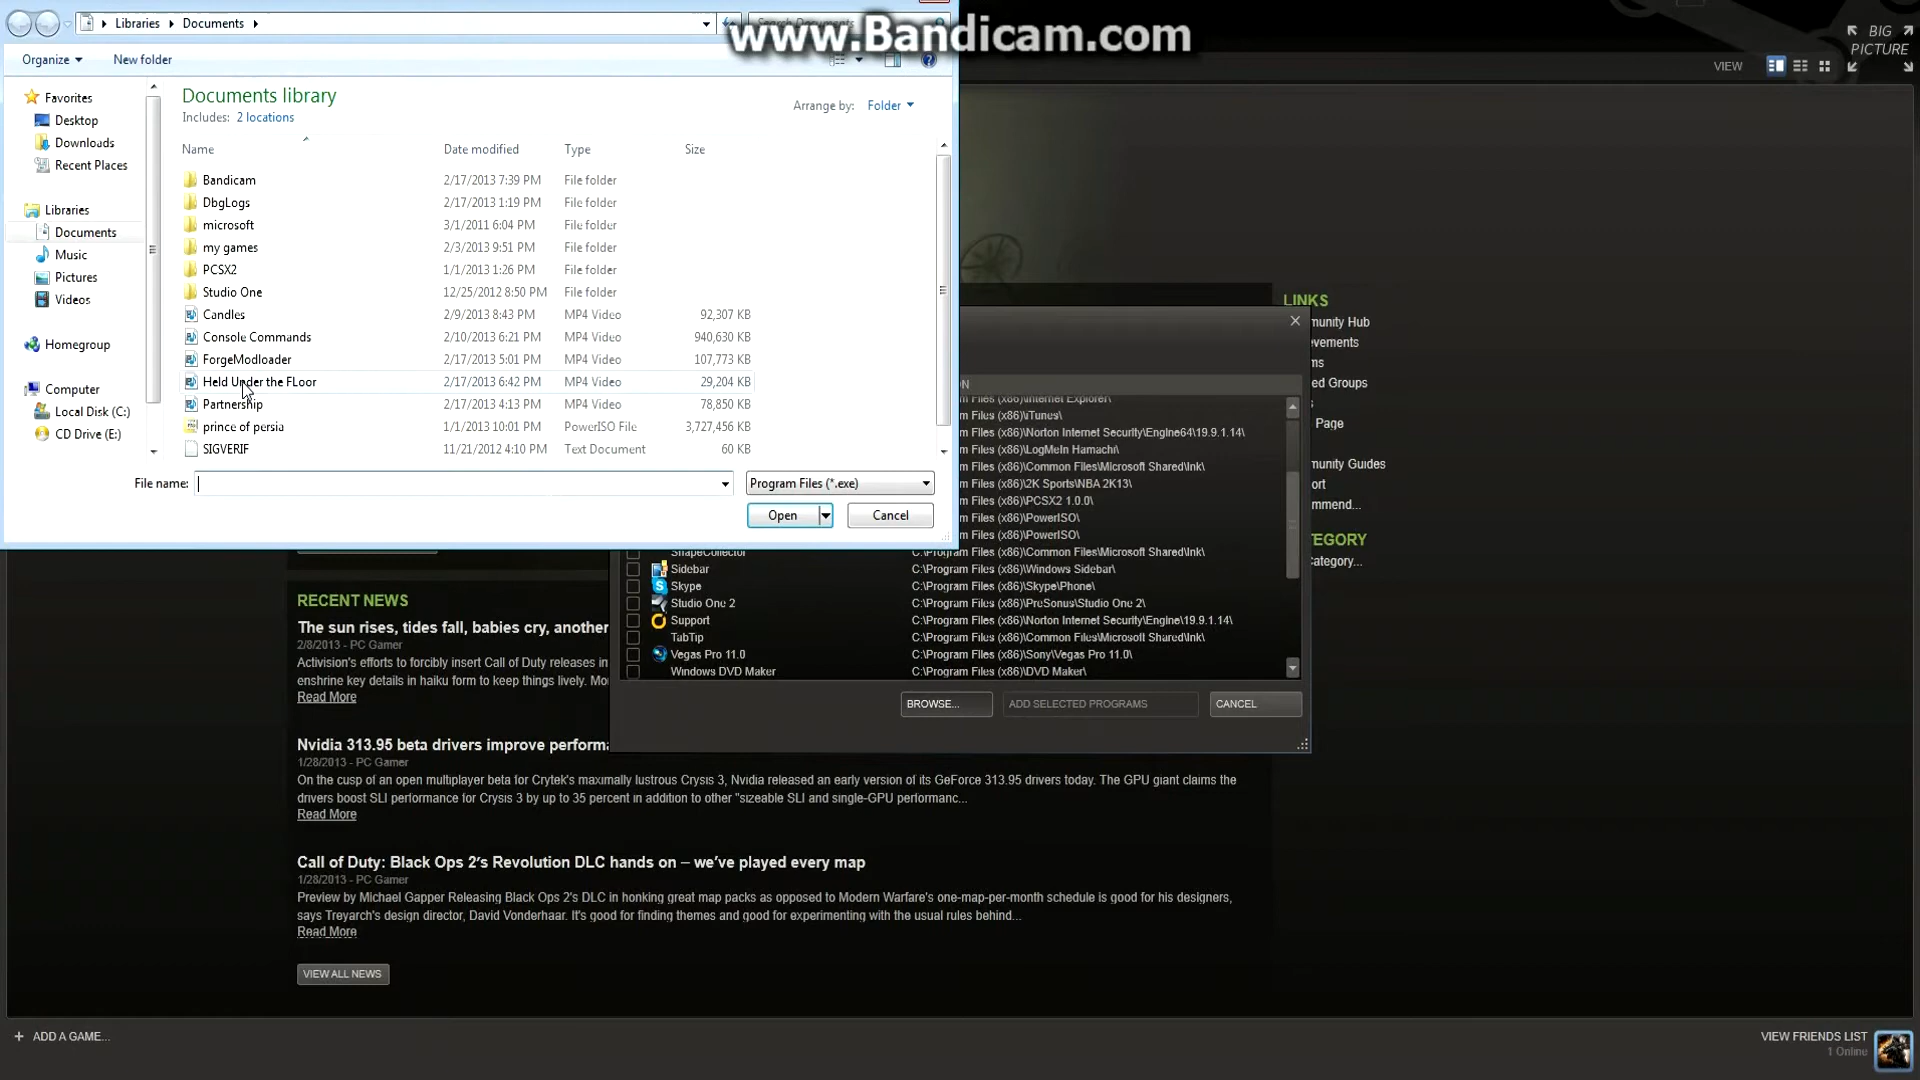 Libraries Documents Search Documents
www.Bandicam.com
BIG PICTURE
Organize New folder
VIEW
Favorites
Desktop
Downloads
Recent Places
Libraries
Documents
Music
Pictures
Videos
Homegroup
Computer
Local Disk (C:)
CD Drive (E:)
Documents library
Includes: 2 locations
Arrange by: Folder
Name Date modified Type Size
Bandicam 2/17/2013 7:39 PM File folder
DbgLogs 2/17/2013 1:19 PM File folder
microsoft 3/1/2011 6:04 PM File folder
my games 2/3/2013 9:51 PM File folder
PCSX2 1/1/2013 1:26 PM File folder
Studio One 12/25/2012 8:50 PM File folder
Candles 2/9/2013 8:43 PM MP4 Video 92,307 KB
Console Commands 2/10/2013 6:21 PM MP4 Video 940,630 KB
ForgeModloader 2/17/2013 5:01 PM MP4 Video 107,773 KB
Held Under the FLoor 2/17/2013 6:42 PM MP4 Video 29,204 KB
Partnership 2/17/2013 4:13 PM MP4 Video 78,850 KB
prince of persia 1/1/2013 10:01 PM PowerISO File 3,727,456 KB
SIGVERIF 11/21/2012 4:10 PM Text Document 60 KB
File name: Program Files (*.exe)
Open Cancel
LINKS
munity Hub
evements
ms
ed Groups
s
Page
munity Guides
ort
mmend...
TEGORY
ategory...
ON
m Files (x86)\Internet Explorer\
m Files (x86)\iTunes\
m Files (x86)\Norton Internet Security\Engine64\19.9.1.14\
m Files (x86)\LogMeIn Hamachi\
m Files (x86)\Common Files\Microsoft Shared\Ink\
m Files (x86)\2K Sports\NBA 2K13\
m Files (x86)\PCSX2 1.0.0\
m Files (x86)\PowerISO\
m Files (x86)\PowerISO\
ShapeCollector C:\Program Files (x86)\Common Files\Microsoft Shared\Ink\
Sidebar C:\Program Files (x86)\Windows Sidebar\
Skype C:\Program Files (x86)\Skype\Phone\
Studio One 2 C:\Program Files (x86)\PreSonus\Studio One 2\
Support C:\Program Files (x86)\Norton Internet Security\Engine\19.9.1.14\
TabTip C:\Program Files (x86)\Common Files\Microsoft Shared\Ink\
Vegas Pro 11.0 C:\Program Files (x86)\Sony\Vegas Pro 11.0\
Windows DVD Maker C:\Program Files (x86)\DVD Maker\
BROWSE... ADD SELECTED PROGRAMS CANCEL
RECENT NEWS
The sun rises, tides fall, babies cry, another
2/8/2013 - PC Gamer
Activision's efforts to forcibly insert Call of Duty releases in
enshrine key details in haiku form to keep things lively. Mo
Read More
Nvidia 313.95 beta drivers improve performa
1/28/2013 - PC Gamer
On the cusp of an open multiplayer beta for Crytek's maximally lustrous Crysis 3, Nvidia released an early version of its GeForce 313.95 drivers today. The GPU giant claims the
drivers boost SLI performance for Crysis 3 by up to 35 percent in addition to other "sizeable SLI and single-GPU performanc...
Read More
Call of Duty: Black Ops 2's Revolution DLC hands on – we've played every map
1/28/2013 - PC Gamer
Preview by Michael Gapper Releasing Black Ops 2's DLC in honking great map packs as opposed to Modern Warfare's one-map-per-month schedule is good for his designers,
says Treyarch's design director, David Vonderhaar. It's good for finding themes and good for experimenting with the usual rules behind...
Read More
VIEW ALL NEWS
+ ADD A GAME...
VIEW FRIENDS LIST
1 Online